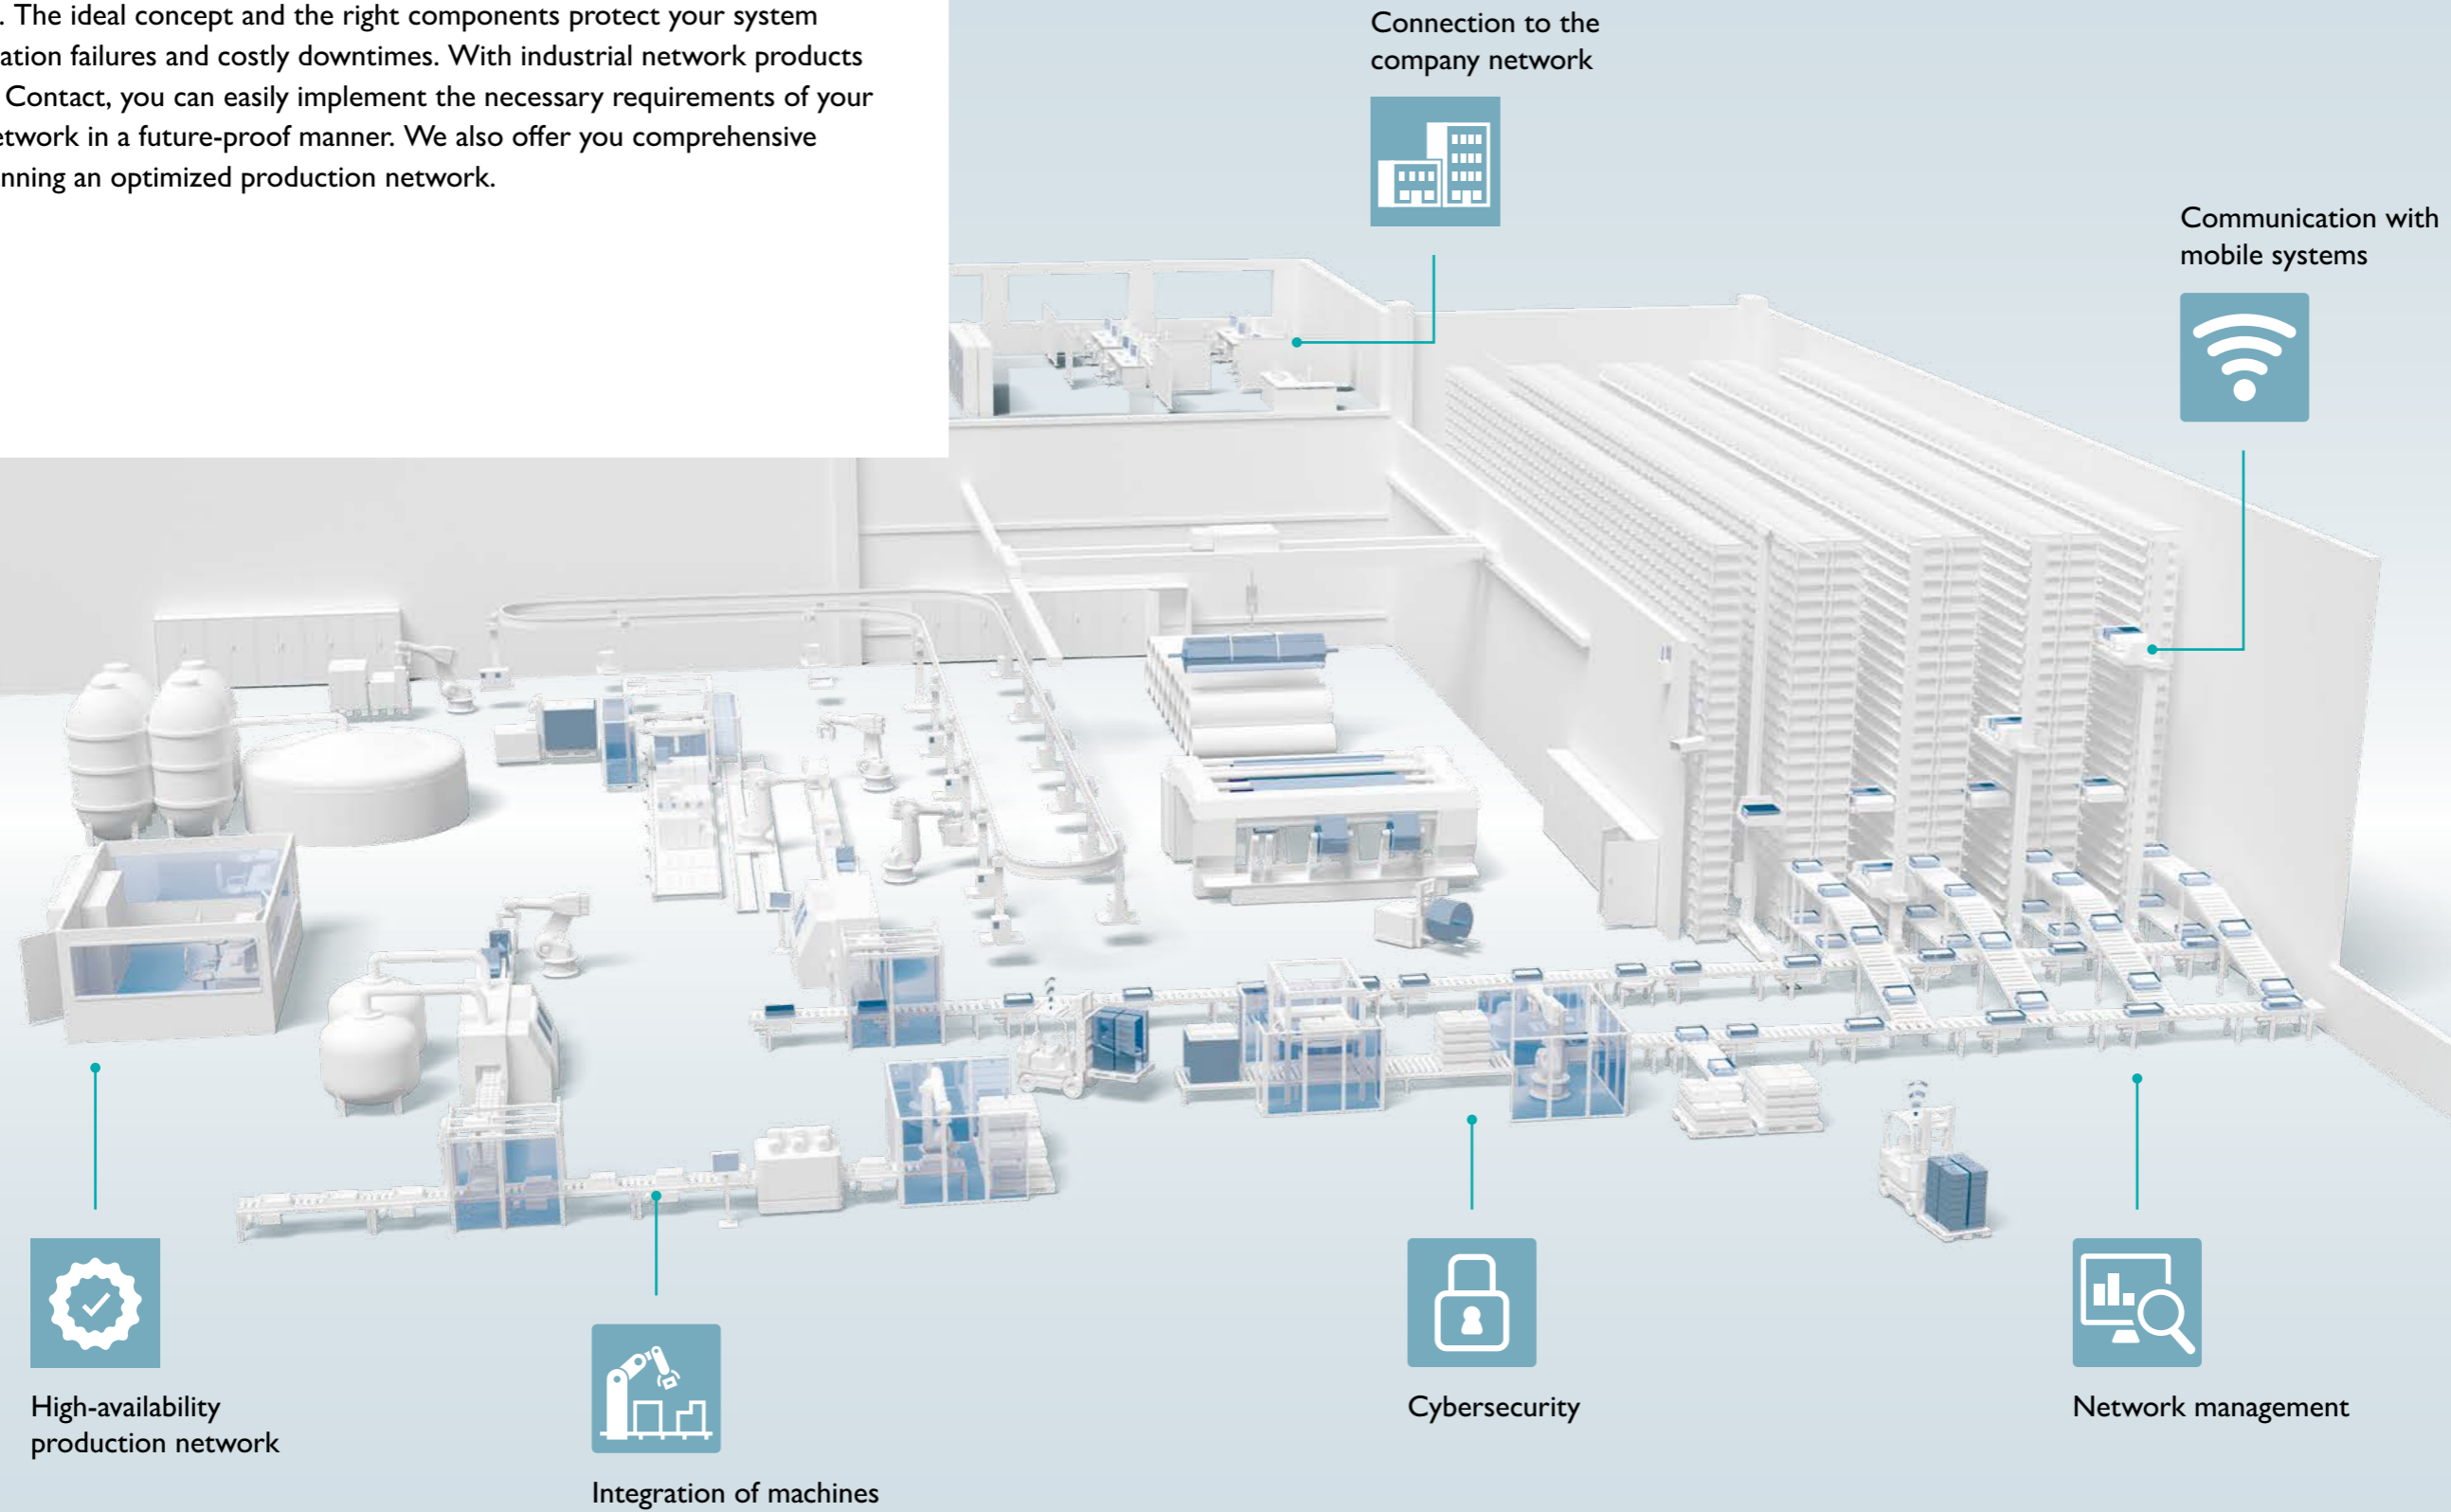 . The ideal concept and the right components protect your system
ation failures and costly downtimes. With industrial network products
Contact, you can easily implement the necessary requirements of your
etwork in a future-proof manner. We also offer you comprehensive
nning an optimized production network.
Connection to the
company network
Communication with
mobile systems
High-availability
production network
Integration of machines
Cybersecurity
Network management